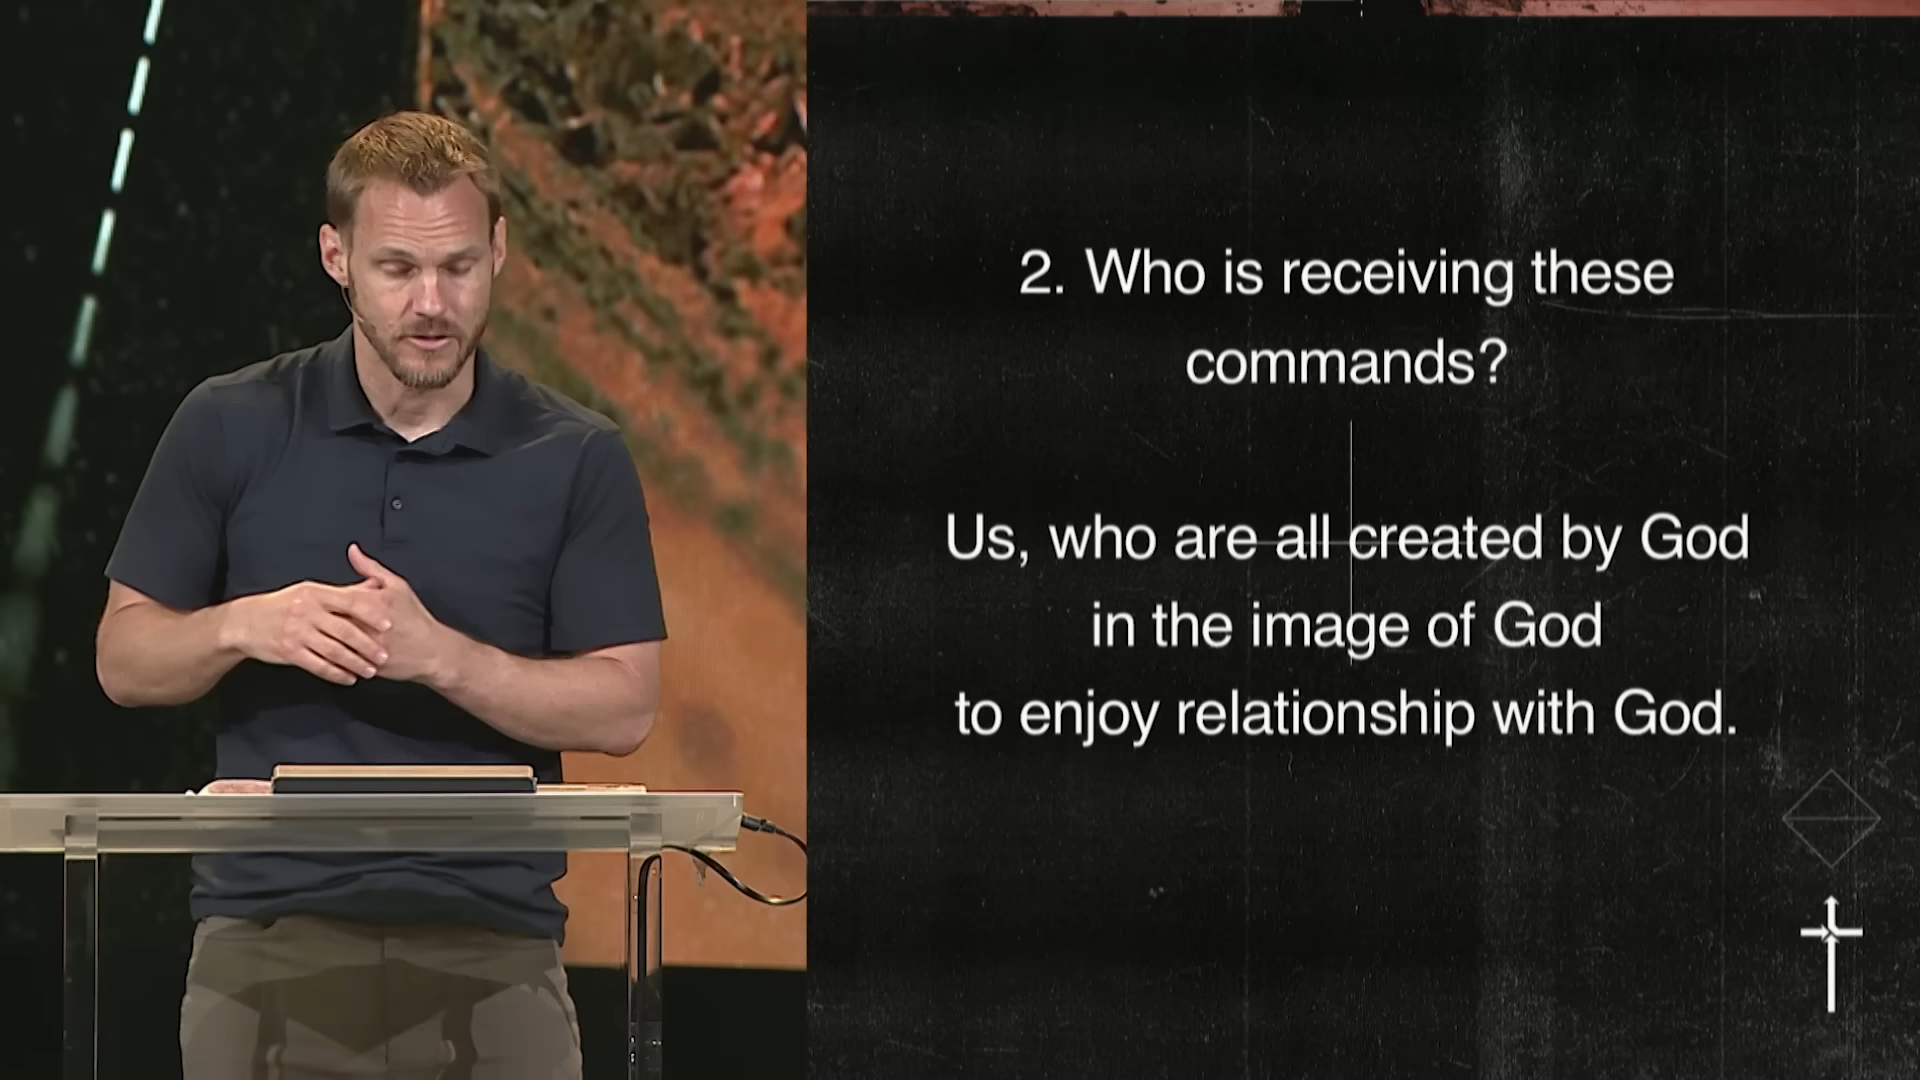 2. Who is receiving these
commands?
Us, who are all created by God
in the image of God
to enjoy relationship with God.